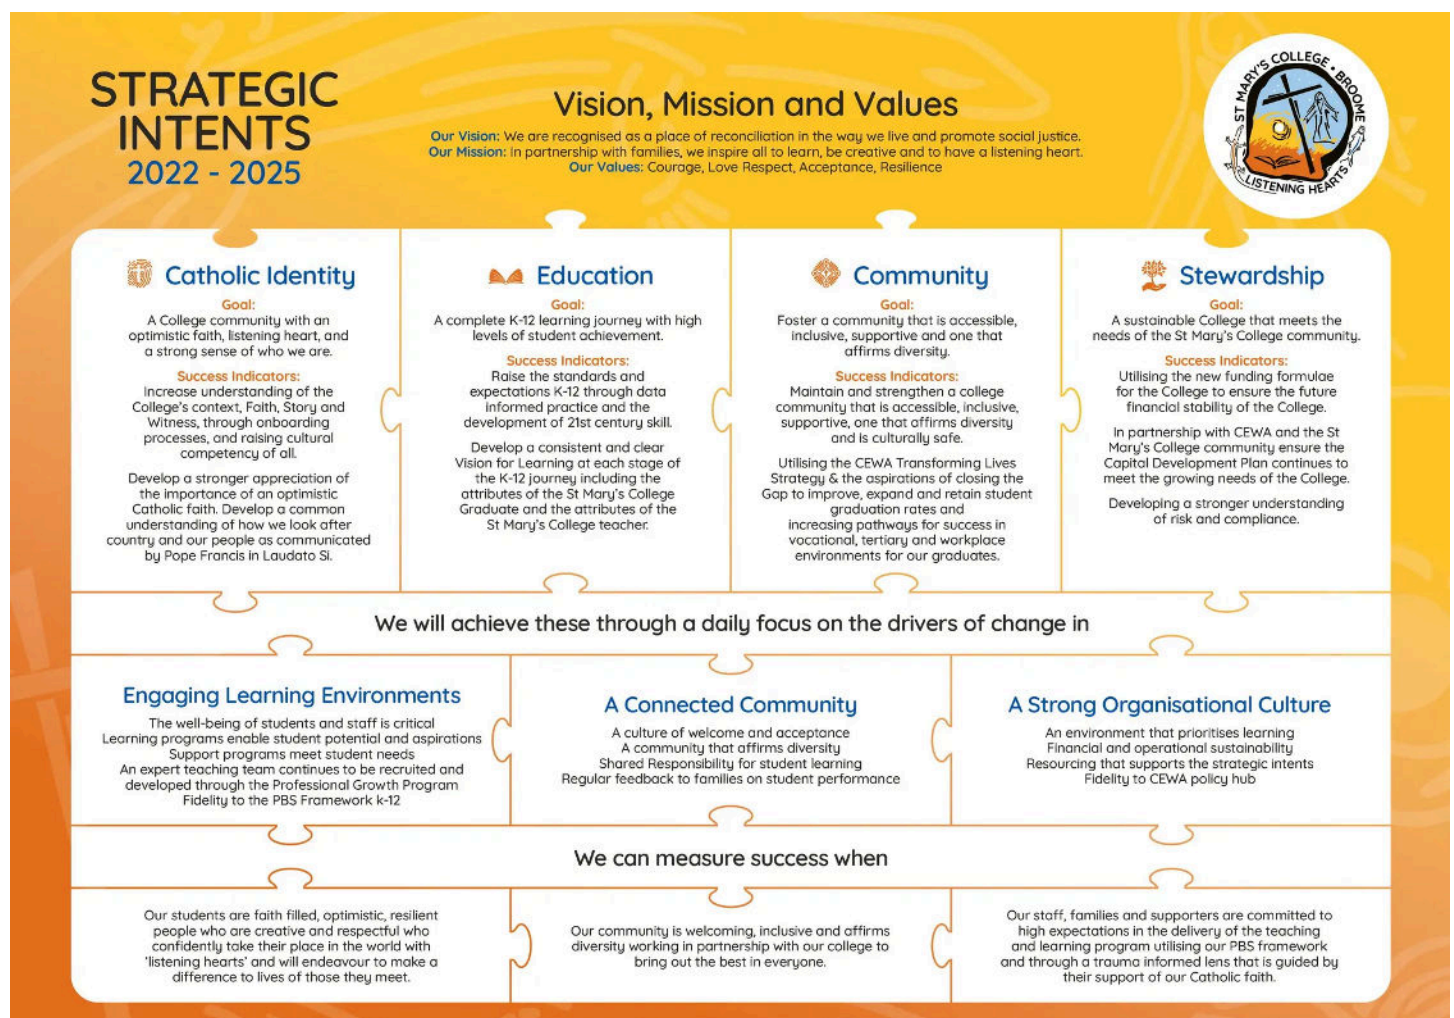 STRATEGIC
INTENTS
2022 - 2025
Vision, Mission and Values
Our Vision: We are recognised as a place of reconciliation in the way we live and promote social justice.
Our Mission: In partnership with families, we inspire all to learn, be creative and to have a listening heart.
Our Values: Courage, Love Respect, Acceptance, Resilience
ST MARY'S COLLEGE • BROOME
LISTENING HEARTS
Catholic Identity
Goal:
A College community with an
optimistic faith, listening heart, and
a strong sense of who we are.
Success Indicators:
Increase understanding of the
College's context, Faith, Story and
Witness, through onboarding
processes, and raising cultural
competency of all.
Develop a stronger appreciation of
the importance of an optimistic
Catholic faith. Develop a common
understanding of how we look after
country and our people as communicated
by Pope Francis in Laudato Si.
Education
Goal:
A complete K-12 learning journey with high
levels of student achievement.
Success Indicators:
Raise the standards and
expectations K-12 through data
informed practice and the
development of 21st century skill.
Develop a consistent and clear
Vision for Learning at each stage of
the K-12 journey including the
attributes of the St Mary's College
Graduate and the attributes of the
St Mary's College teacher.
Community
Goal:
Foster a community that is accessible,
inclusive, supportive and one that
affirms diversity.
Success Indicators:
Maintain and strengthen a college
community that is accessible, inclusive,
supportive, one that affirms diversity
and is culturally safe.
Utilising the CEWA Transforming Lives
Strategy & the aspirations of closing the
Gap to improve, expand and retain student
graduation rates and
increasing pathways for success in
vocational, tertiary and workplace
environments for our graduates.
Stewardship
Goal:
A sustainable College that meets the
needs of the St Mary's College community.
Success Indicators:
Utilising the new funding formulae
for the College to ensure the future
financial stability of the College.
In partnership with CEWA and the St
Mary's College community ensure the
Capital Development Plan continues to
meet the growing needs of the College.
Developing a stronger understanding
of risk and compliance.
We will achieve these through a daily focus on the drivers of change in
Engaging Learning Environments
The well-being of students and staff is critical
Learning programs enable student potential and aspirations
Support programs meet student needs
An expert teaching team continues to be recruited and
developed through the Professional Growth Program
Fidelity to the PBS Framework k-12
A Connected Community
A culture of welcome and acceptance
A community that affirms diversity
Shared Responsibility for student learning
Regular feedback to families on student performance
A Strong Organisational Culture
An environment that prioritises learning
Financial and operational sustainability
Resourcing that supports the strategic intents
Fidelity to CEWA policy hub
We can measure success when
Our students are faith filled, optimistic, resilient
people who are creative and respectful who
confidently take their place in the world with
'listening hearts' and will endeavour to make a
difference to lives of those they meet.
Our community is welcoming, inclusive and affirms
diversity working in partnership with our college to
bring out the best in everyone.
Our staff, families and supporters are committed to
high expectations in the delivery of the teaching
and learning program utilising our PBS framework
and through a trauma informed lens that is guided by
their support of our Catholic faith.